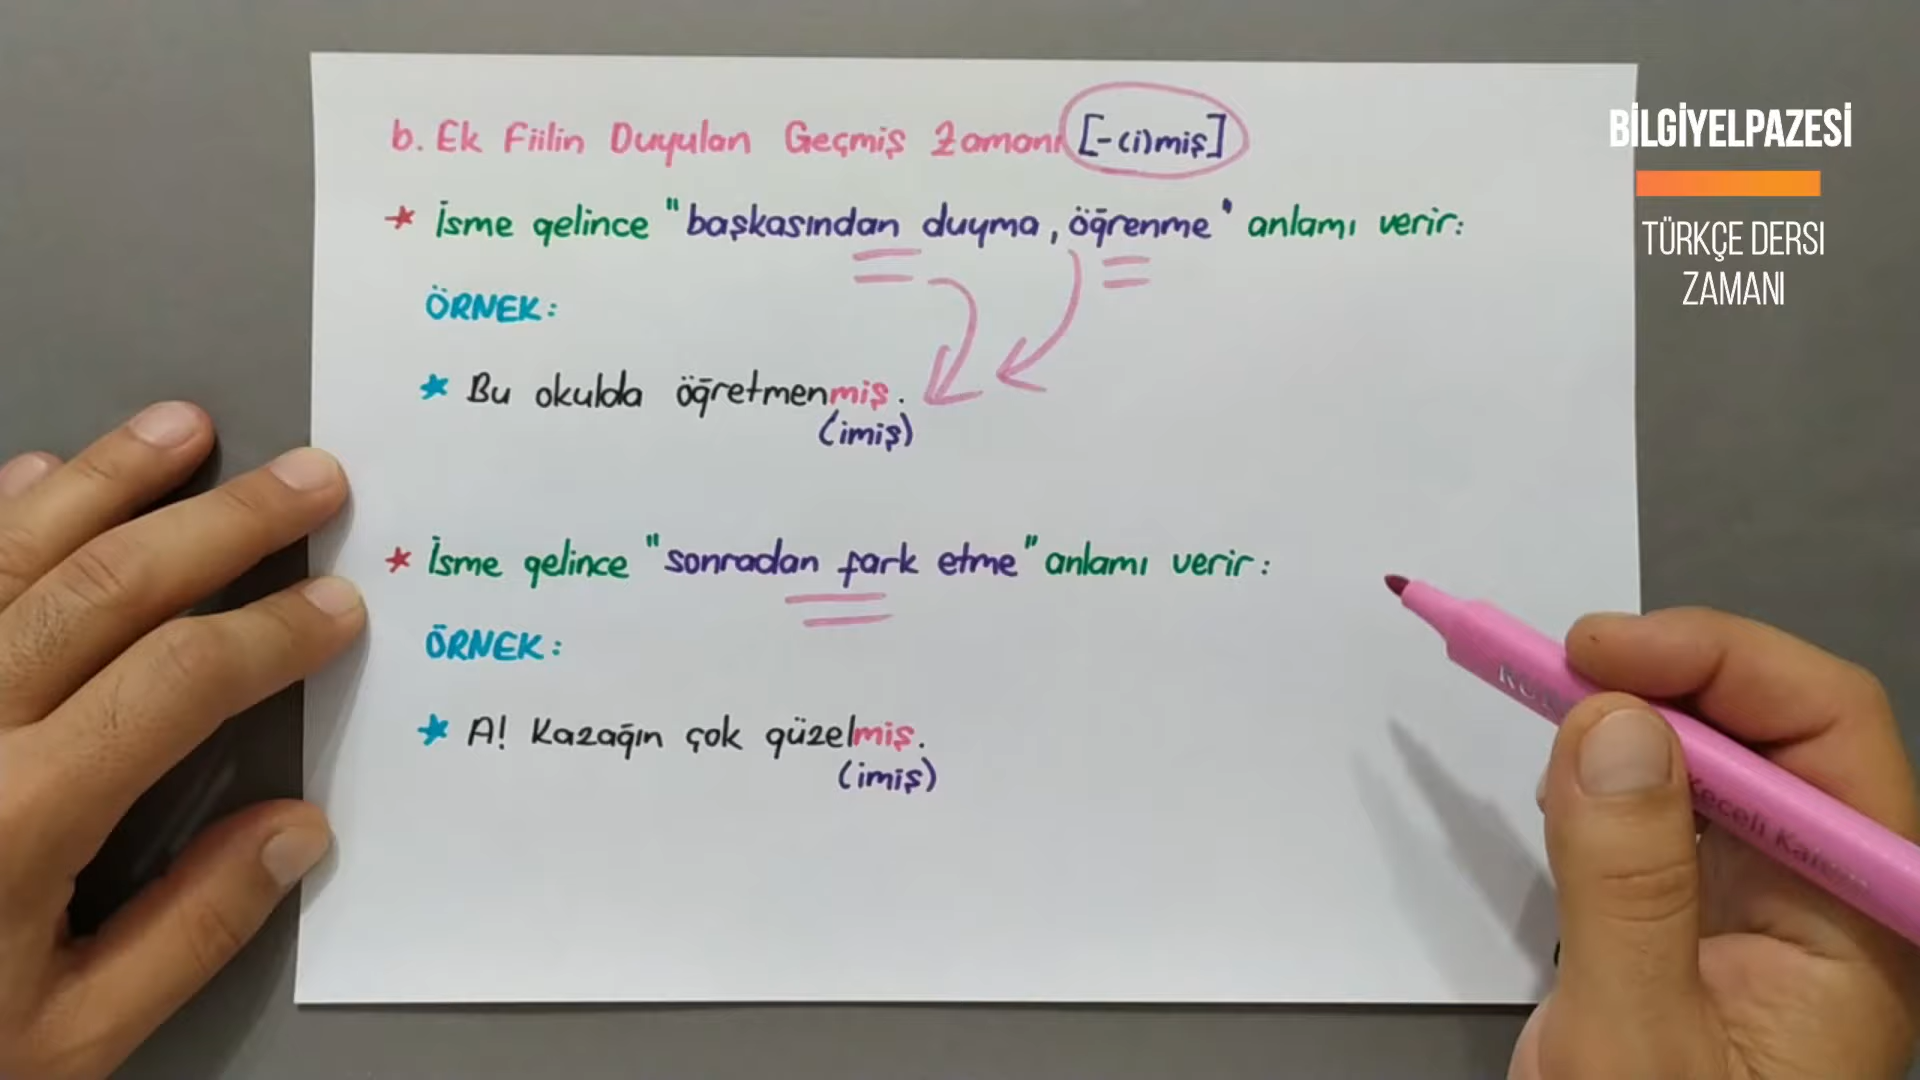 b. Ek Fiilin Duyulan Geçmiş Zamanı [-(i)miş]
* İsme gelince "başkasından duyma, öğrenme" anlamı verir:
ÖRNEK:
* Bu okulda öğretmenmiş.
(imiş)
* İsme gelince "sonradan fark etme" anlamı verir:
ÖRNEK:
* A! Kazağın çok güzelmiş.
(imiş)
BİLGİYELPAZESİ
TÜRKÇE DERSI
ZAMANI